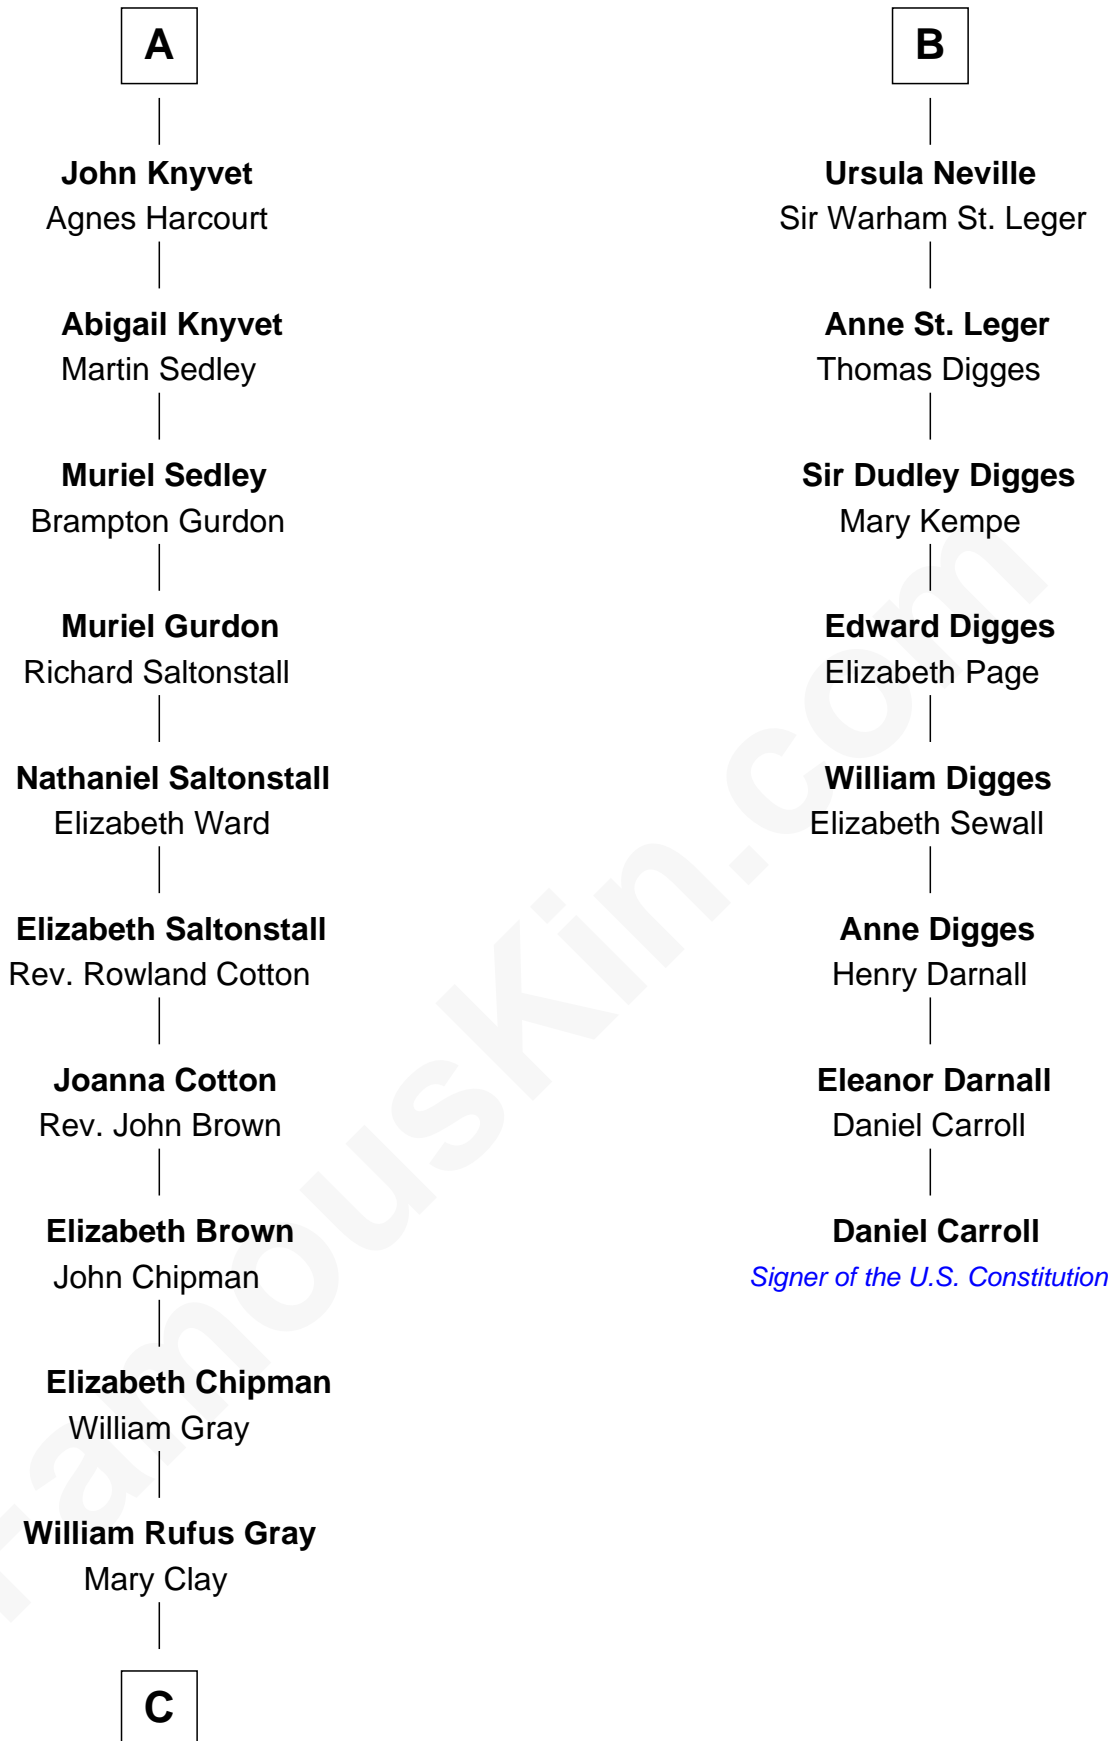 A
John Knyvet
Agnes Harcourt
Abigail Knyvet
Martin Sedley
Muriel Sedley
Brampton Gurdon
Muriel Gurdon
Richard Saltonstall
Nathaniel Saltonstall
Elizabeth Ward
Elizabeth Saltonstall
Rev. Rowland Cotton
Joanna Cotton
Rev. John Brown
Elizabeth Brown
John Chipman
Elizabeth Chipman
William Gray
William Rufus Gray
Mary Clay
C
B
Ursula Neville
Sir Warham St. Leger
Anne St. Leger
Thomas Digges
Sir Dudley Digges
Mary Kempe
Edward Digges
Elizabeth Page
William Digges
Elizabeth Sewall
Anne Digges
Henry Darnall
Eleanor Darnall
Daniel Carroll
Daniel Carroll
Signer of the U.S. Constitution
FamousKin.com